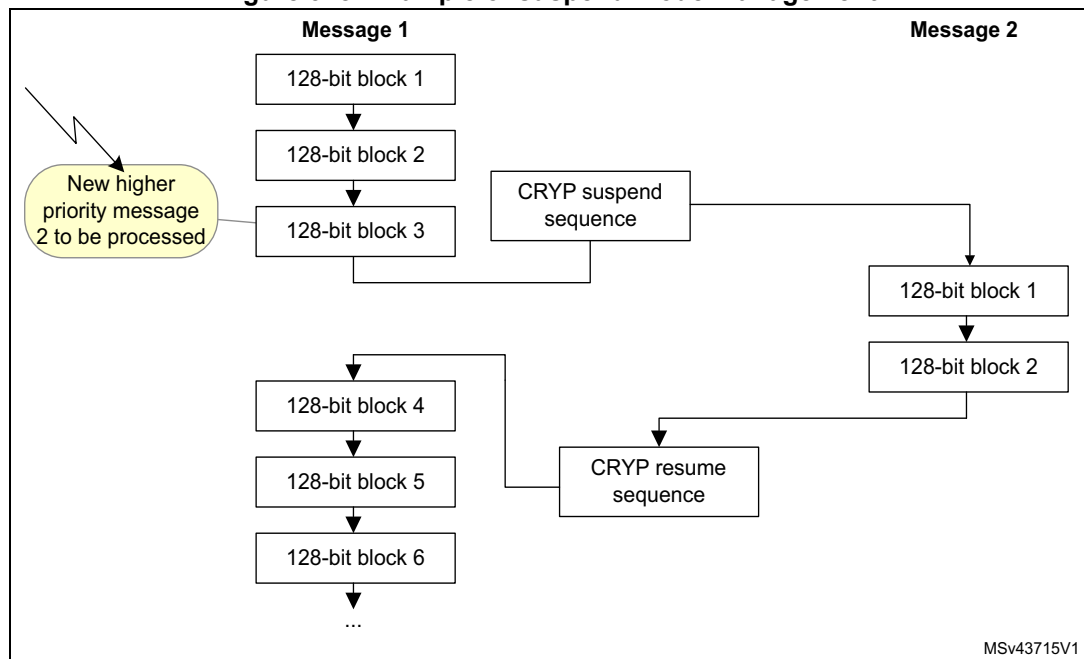 Message 1
Message 2
128-bit block 1
128-bit block 2
128-bit block 3
New higher
priority message
2 to be processed
CRYP suspend
sequence
128-bit block 1
128-bit block 2
CRYP resume
sequence
128-bit block 4
128-bit block 5
128-bit block 6
...
MSv43715V1